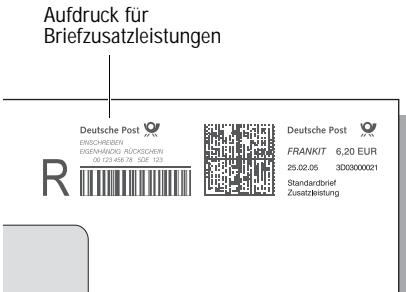 Aufdruck für
Briefzusatzleistungen
Deutsche Post
EINSCHREIBEN
EIGENHÄNDIG RÜCKSCHEIN
00 123 456 78 5DE 123
R
Deutsche Post
FRANKIT 6,20 EUR
25.02.05 3D03000021
Standardbrief
Zusatzleistung